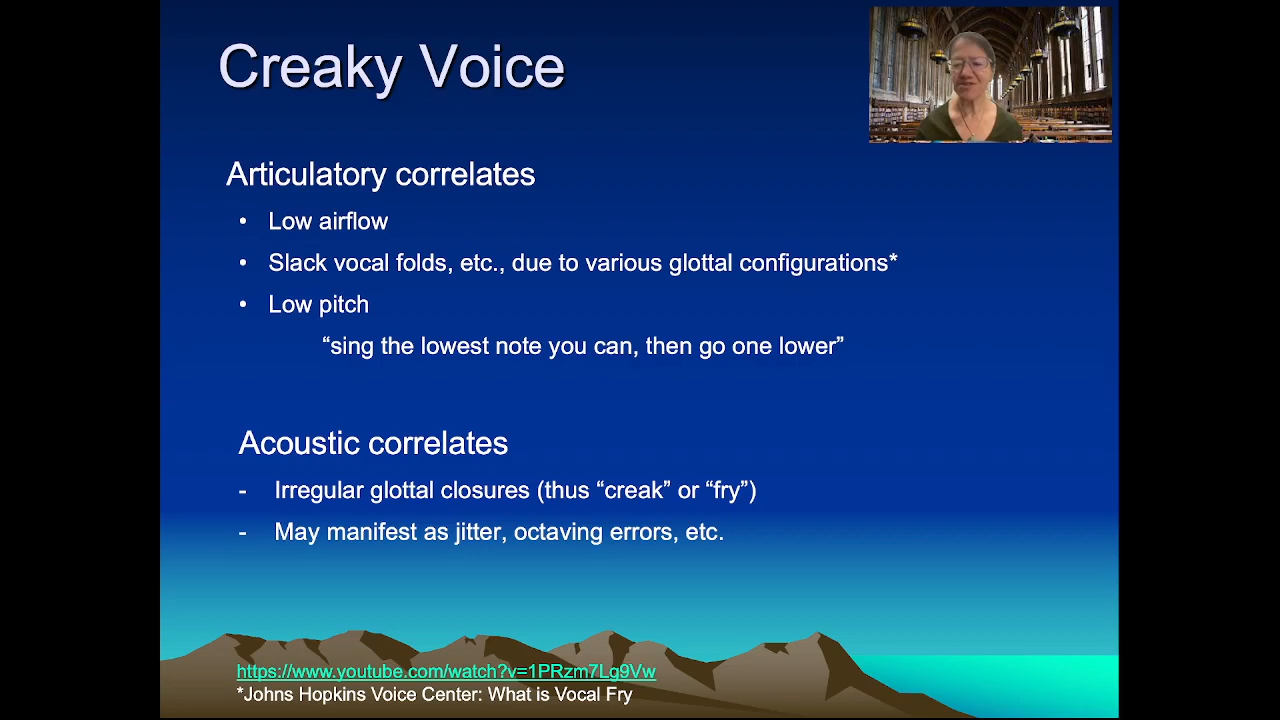 Creaky Voice
Articulatory correlates
• Low airflow
• Slack vocal folds, etc., due to various glottal configurations*
• Low pitch
“sing the lowest note you can, then go one lower”
Acoustic correlates
- Irregular glottal closures (thus “creak” or “fry”)
- May manifest as jitter, octaving errors, etc.
https://www.youtube.com/watch?v=1PRzm7Lg9Vw
*Johns Hopkins Voice Center: What is Vocal Fry